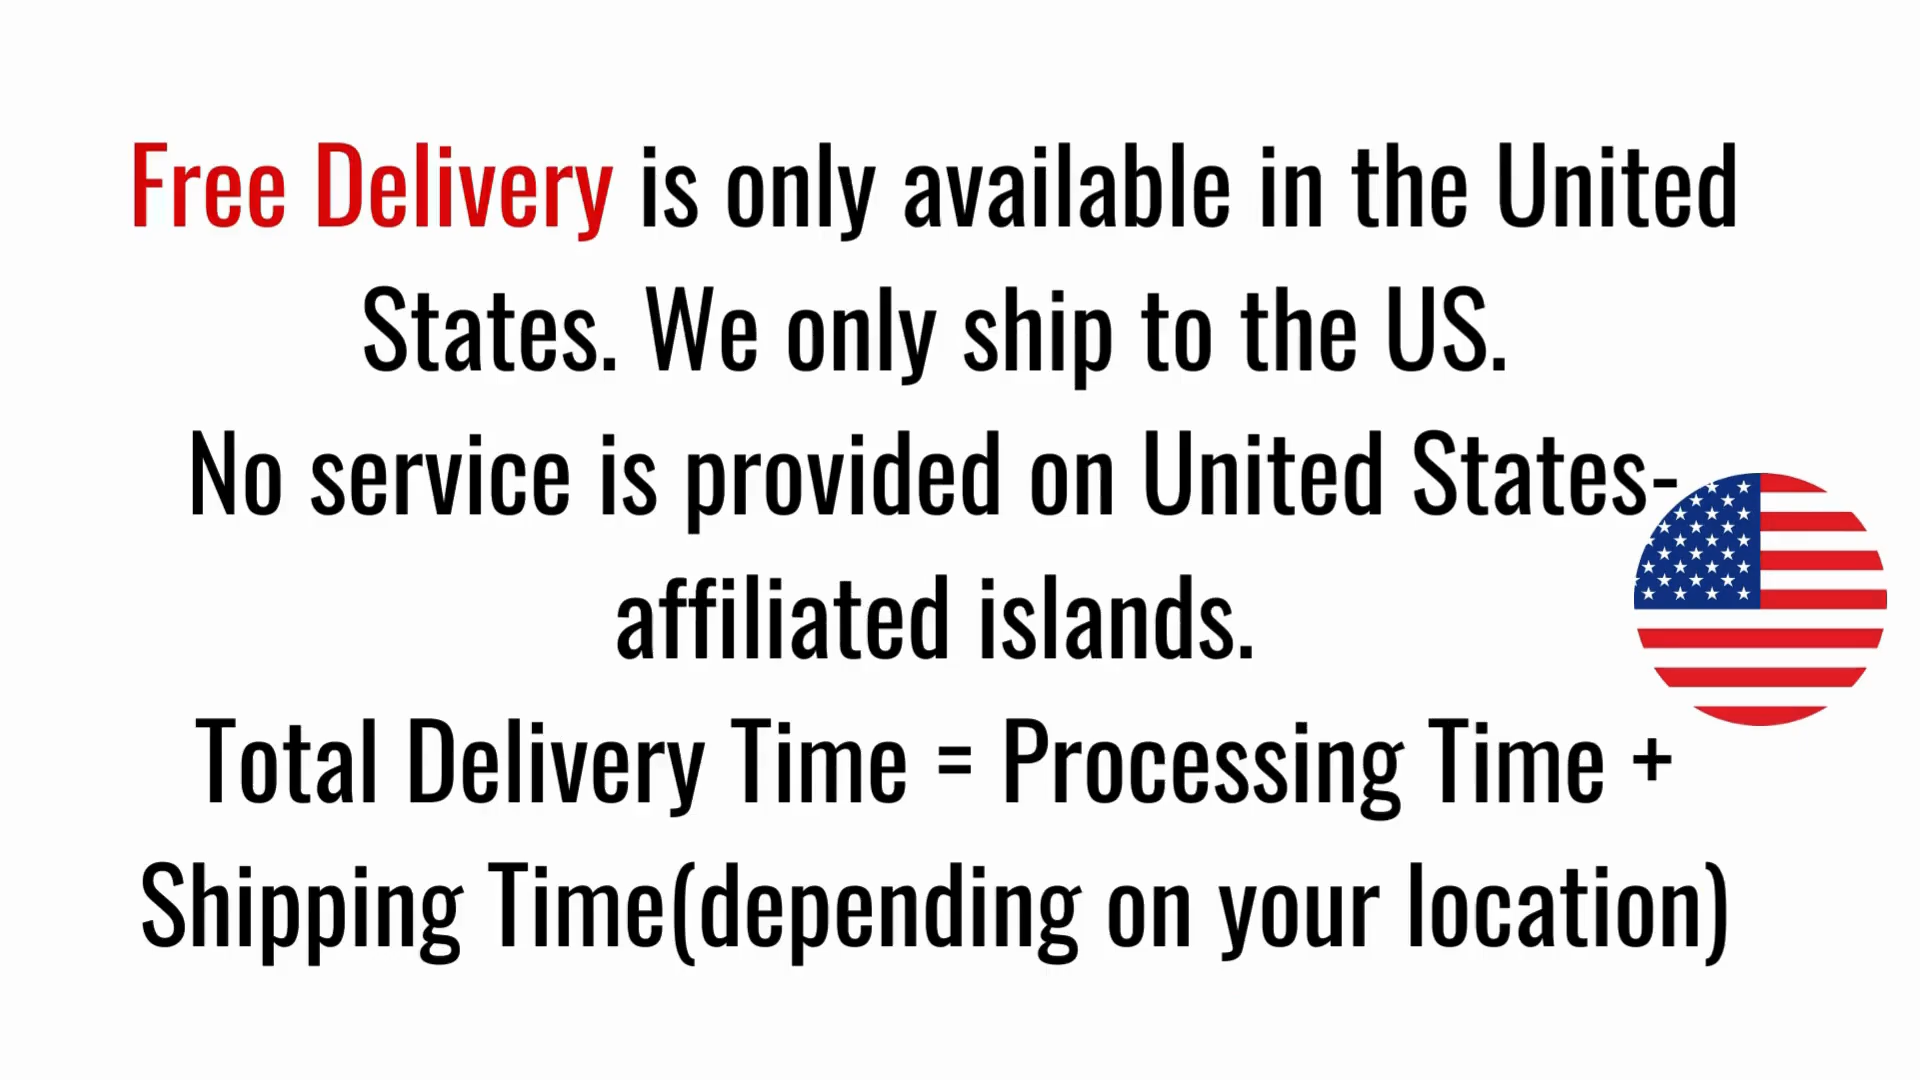 Free Delivery is only available in the United
States. We only ship to the US.
No service is provided on United States-
affiliated islands.
Total Delivery Time = Processing Time +
Shipping Time(depending on your location)